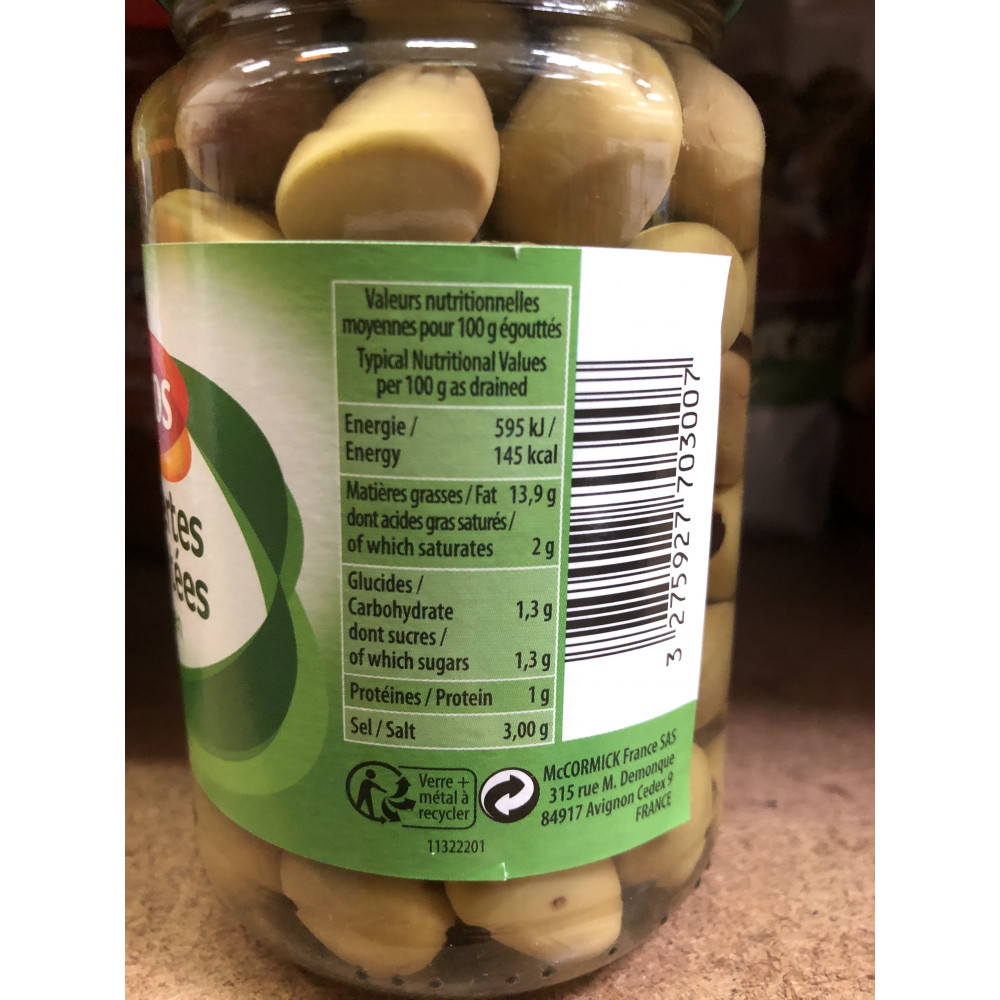 Valeurs nutritionnelles
moyennes pour 100 g égouttés
Typical Nutritional Values
per 100 g as drained
Energie / 595 kJ /
Energy 145 kcal
Matières grasses / Fat 13,9 g
dont acides gras saturés /
of which saturates 2 g
Glucides /
Carbohydrate 1,3 g
dont sucres /
of which sugars 1,3 g
Protéines / Protein 1 g
Sel / Salt 3,00 g
Verre +
métal à
recycler
11322201
3 275927 703007
McCORMICK France SAS
315 rue M. Demonque
84917 Avignon Cedex 9
FRANCE